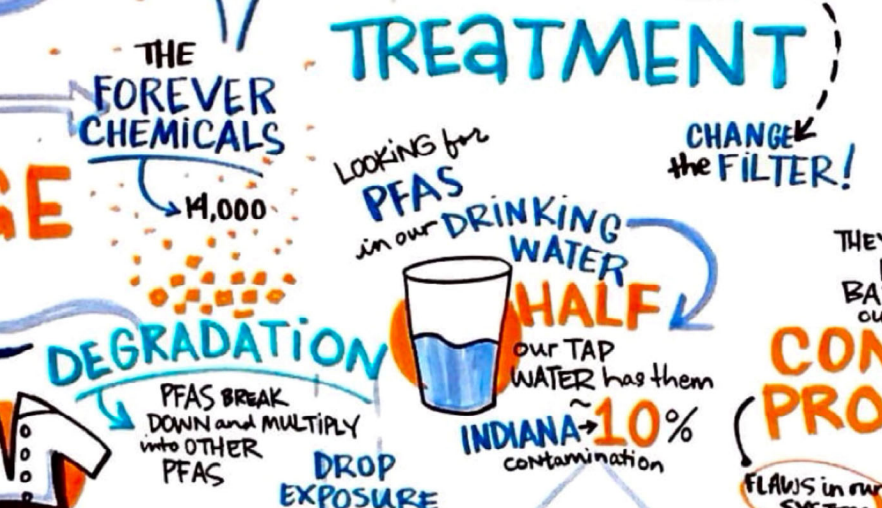 TREATMENT
THE
FOREVER
CHEMICALS
14,000
GE
LOOKING for
PFAS
in our DRINKING
WATER
CHANGE
the FILTER!
HALF
our TAP
WATER has them
INDIANA → ~10%
contamination
DEGRADATION
PFAS BREAK
DOWN and MULTIPLY
into OTHER
PFAS
DROP
EXPOSURE
THEY
BA
ou
CON
PRO
FLAWS in our